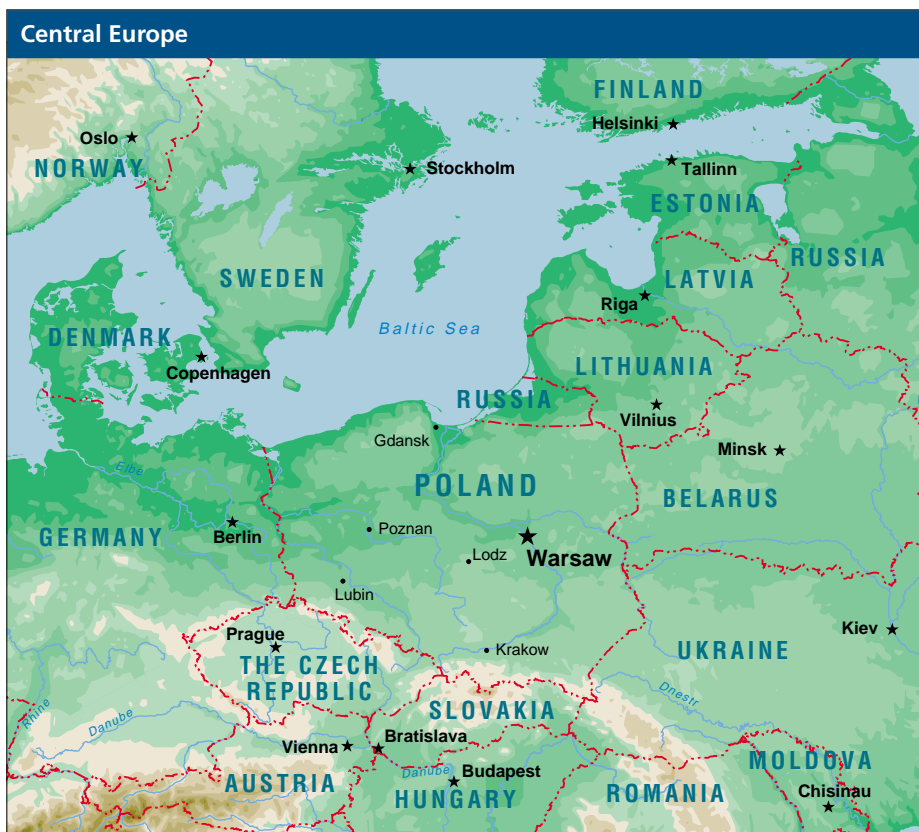 Central Europe
FINLAND
Helsinki
Oslo
NORWAY
Stockholm
Tallinn
ESTONIA
RUSSIA
SWEDEN
LATVIA
Riga
Baltic Sea
DENMARK
Copenhagen
LITHUANIA
RUSSIA
Vilnius
Gdansk
Minsk
Elbe
POLAND
BELARUS
GERMANY
Berlin
Poznan
Lodz
Warsaw
Lubin
Prague
Krakow
Kiev
THE CZECH
REPUBLIC
UKRAINE
Rhine
Danube
SLOVAKIA
Dnestr
Vienna
Bratislava
MOLDOVA
AUSTRIA
Danube
Budapest
HUNGARY
ROMANIA
Chisinau